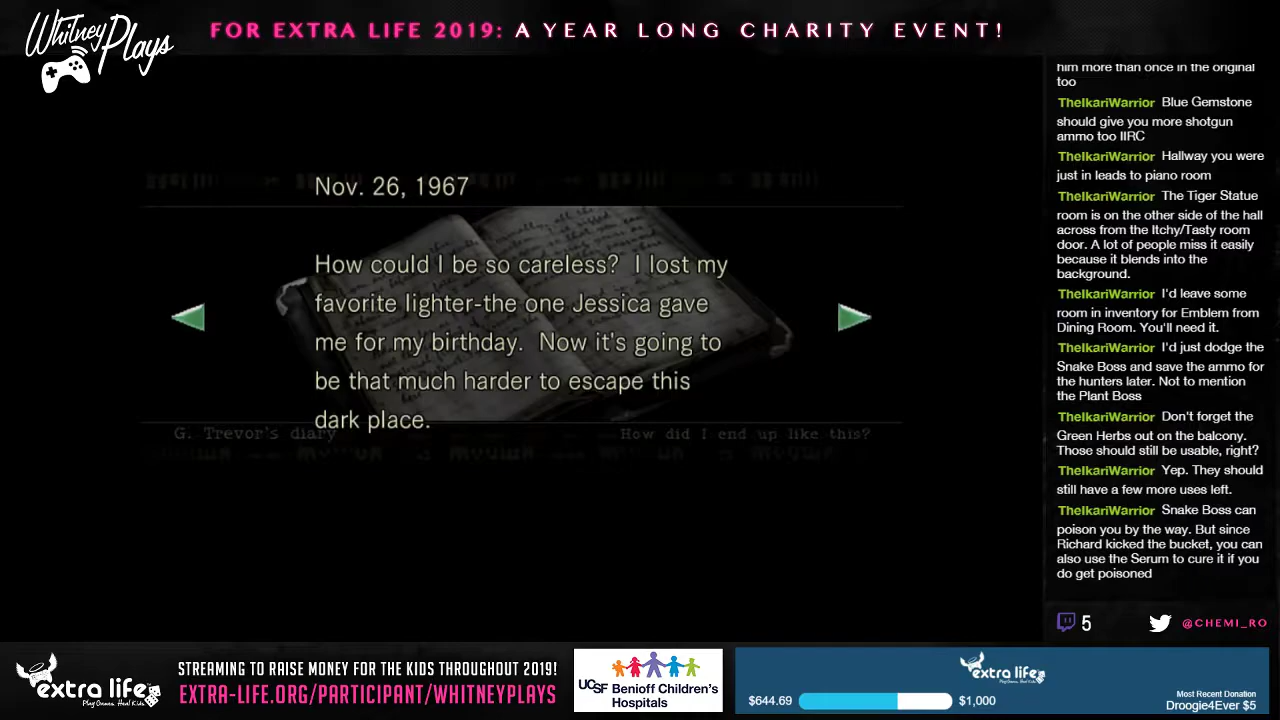 Whitney Plays
FOR EXTRA LIFE 2019: A YEAR LONG CHARITY EVENT!
Nov. 26, 1967
How could I be so careless?  I lost my
favorite lighter-the one Jessica gave
me for my birthday.  Now it's going to
be that much harder to escape this
dark place.
G. Trevor's diary
How did I end up like this?
him more than once in the original
too
TheIkariWarrior Blue Gemstone
should give you more shotgun
ammo too IIRC
TheIkariWarrior Hallway you were
just in leads to piano room
TheIkariWarrior The Tiger Statue
room is on the other side of the hall
across from the Itchy/Tasty room
door. A lot of people miss it easily
because it blends into the
background.
TheIkariWarrior I'd leave some
room in inventory for Emblem from
Dining Room. You'll need it.
TheIkariWarrior I'd just dodge the
Snake Boss and save the ammo for
the hunters later. Not to mention
the Plant Boss
TheIkariWarrior Don't forget the
Green Herbs out on the balcony.
Those should still be usable, right?
TheIkariWarrior Yep. They should
still have a few more uses left.
TheIkariWarrior Snake Boss can
poison you by the way. But since
Richard kicked the bucket, you can
also use the Serum to cure it if you
do get poisoned
5
@CHEMI_RO
extra life
Play Games. Heal Kids.
STREAMING TO RAISE MONEY FOR THE KIDS THROUGHOUT 2019!
EXTRA-LIFE.ORG/PARTICIPANT/WHITNEYPLAYS
UCSF Benioff Children's
Hospitals
extra life
Play Games. Heal Kids.
$644.69
$1,000
Most Recent Donation
Droogie4Ever $5